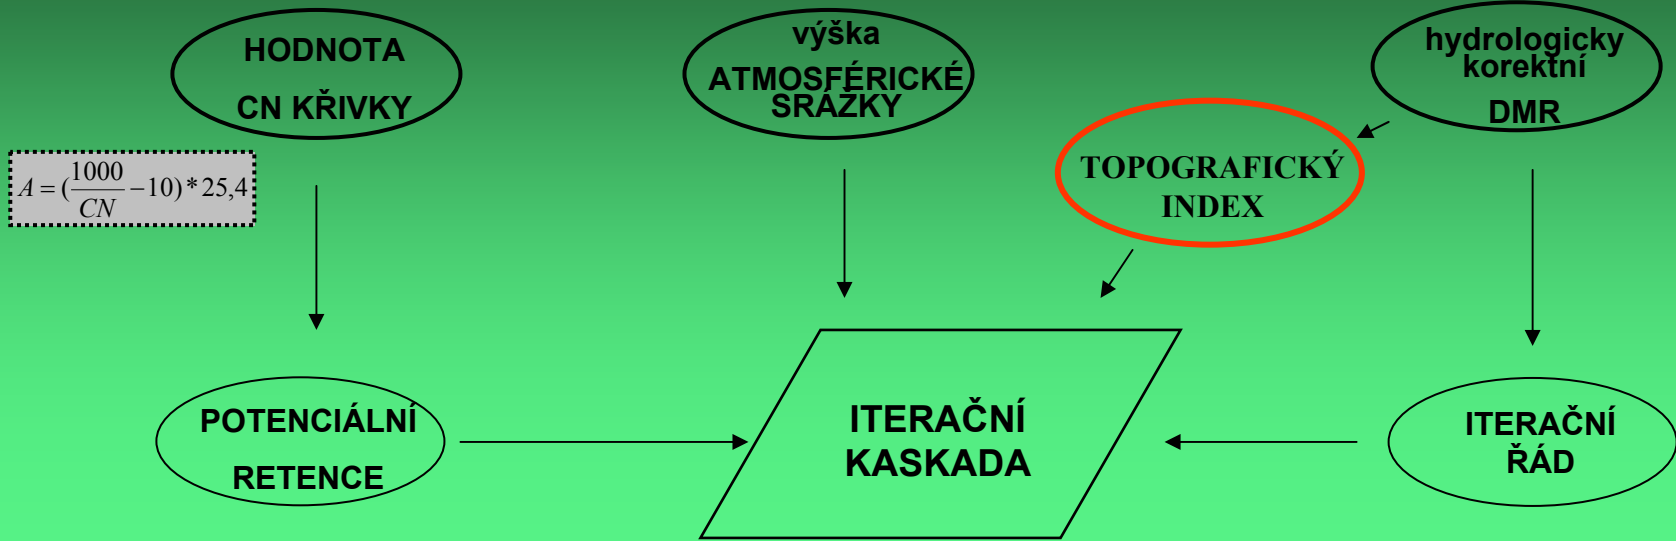 HODNOTA
CN KŘIVKY
výška
ATMOSFÉRICKÉ
SRÁŽKY
hydrologicky
korektní
DMR
A = (1000/CN − 10) * 25,4
TOPOGRAFICKÝ
INDEX
POTENCIÁLNÍ
RETENCE
ITERAČNÍ
KASKADA
ITERAČNÍ
ŘÁD